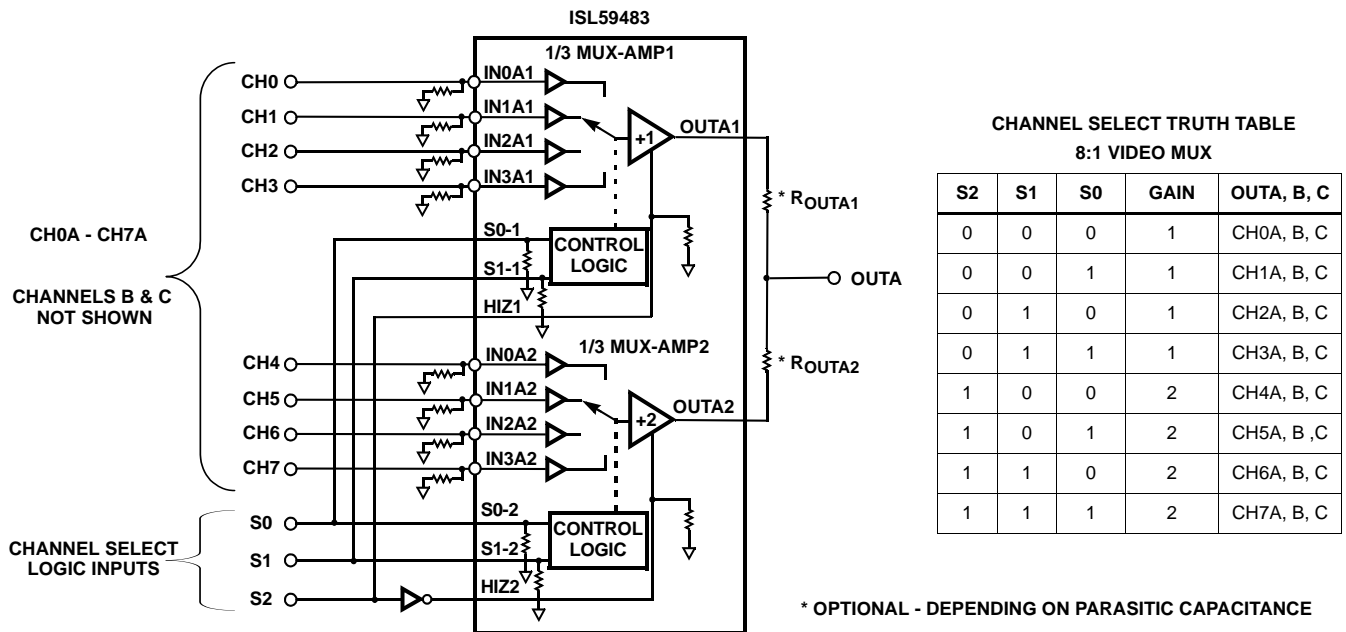 ISL59483
1/3 MUX-AMP1
CH0
IN0A1
CH1
IN1A1
CH2
IN2A1
CH3
IN3A1
+1
OUTA1
* ROUTA1
CH0A - CH7A
CHANNELS B & C
NOT SHOWN
S0-1
S1-1
CONTROL
LOGIC
HIZ1
OUTA
1/3 MUX-AMP2
CH4
IN0A2
CH5
IN1A2
CH6
IN2A2
CH7
IN3A2
+2
OUTA2
* ROUTA2
S0
S0-2
CONTROL
LOGIC
CHANNEL SELECT
LOGIC INPUTS
S1
S1-2
S2
HIZ2
CHANNEL SELECT TRUTH TABLE
8:1 VIDEO MUX
S2 S1 S0 GAIN OUTA, B, C
0 0 0 1 CH0A, B, C
0 0 1 1 CH1A, B, C
0 1 0 1 CH2A, B, C
0 1 1 1 CH3A, B, C
1 0 0 2 CH4A, B, C
1 0 1 2 CH5A, B ,C
1 1 0 2 CH6A, B, C
1 1 1 2 CH7A, B, C
* OPTIONAL - DEPENDING ON PARASITIC CAPACITANCE